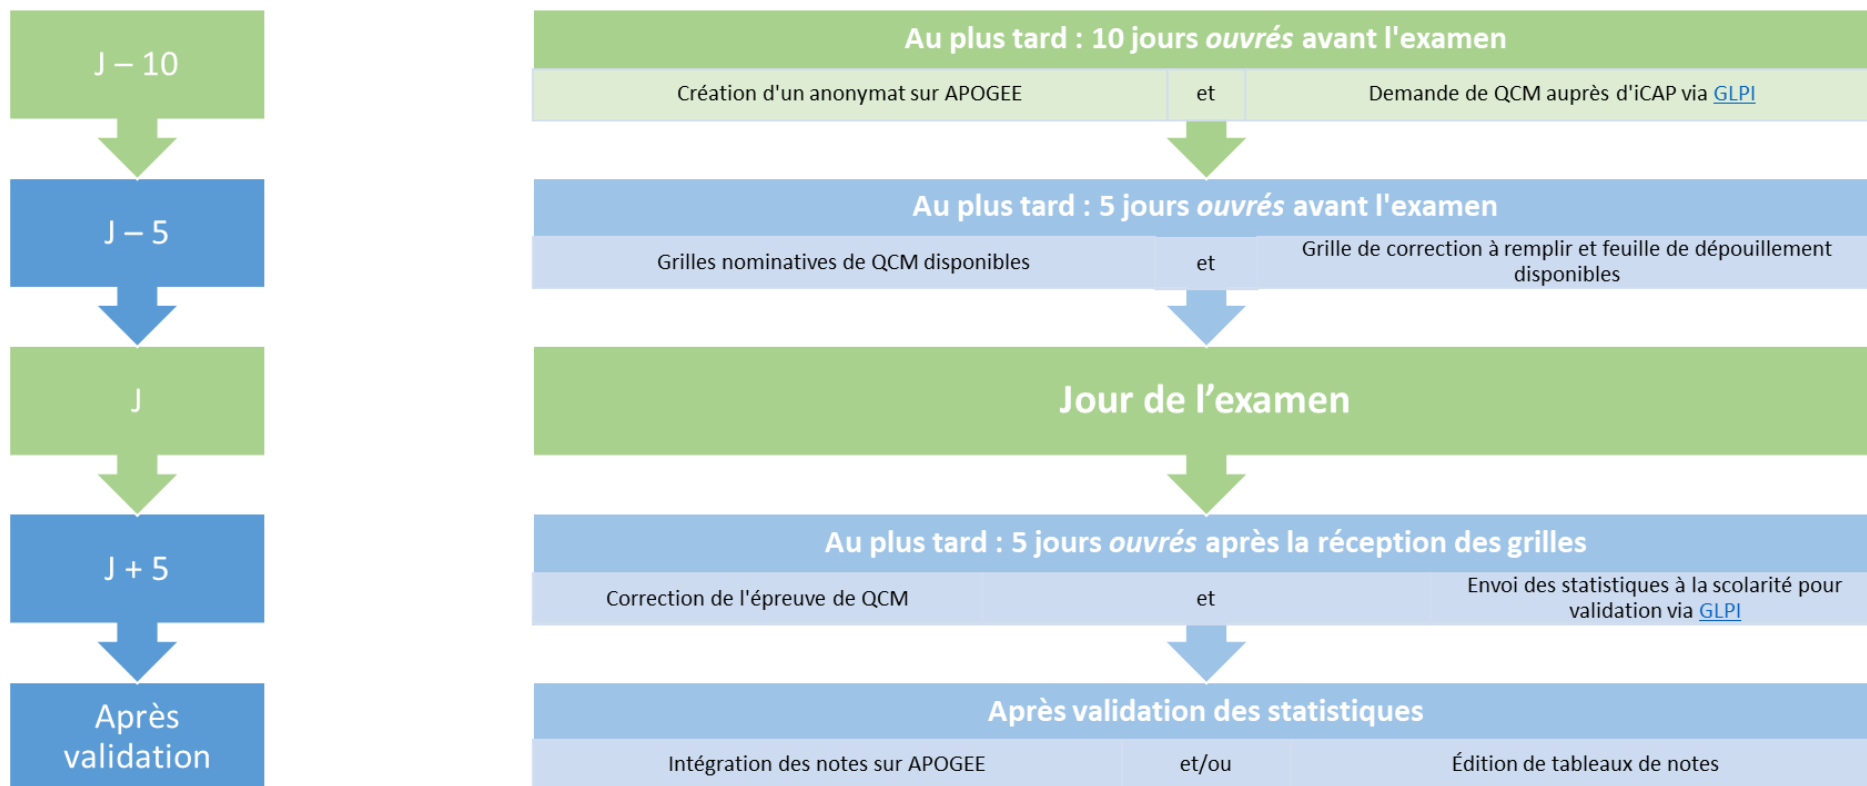 J – 10
Au plus tard : 10 jours ouvrés avant l'examen
Création d'un anonymat sur APOGEE
et
Demande de QCM auprès d'iCAP via GLPI
J – 5
Au plus tard : 5 jours ouvrés avant l'examen
Grilles nominatives de QCM disponibles
et
Grille de correction à remplir et feuille de dépouillement
disponibles
J
Jour de l’examen
J + 5
Au plus tard : 5 jours ouvrés après la réception des grilles
Correction de l'épreuve de QCM
et
Envoi des statistiques à la scolarité pour
validation via GLPI
Après
validation
Après validation des statistiques
Intégration des notes sur APOGEE
et/ou
Édition de tableaux de notes